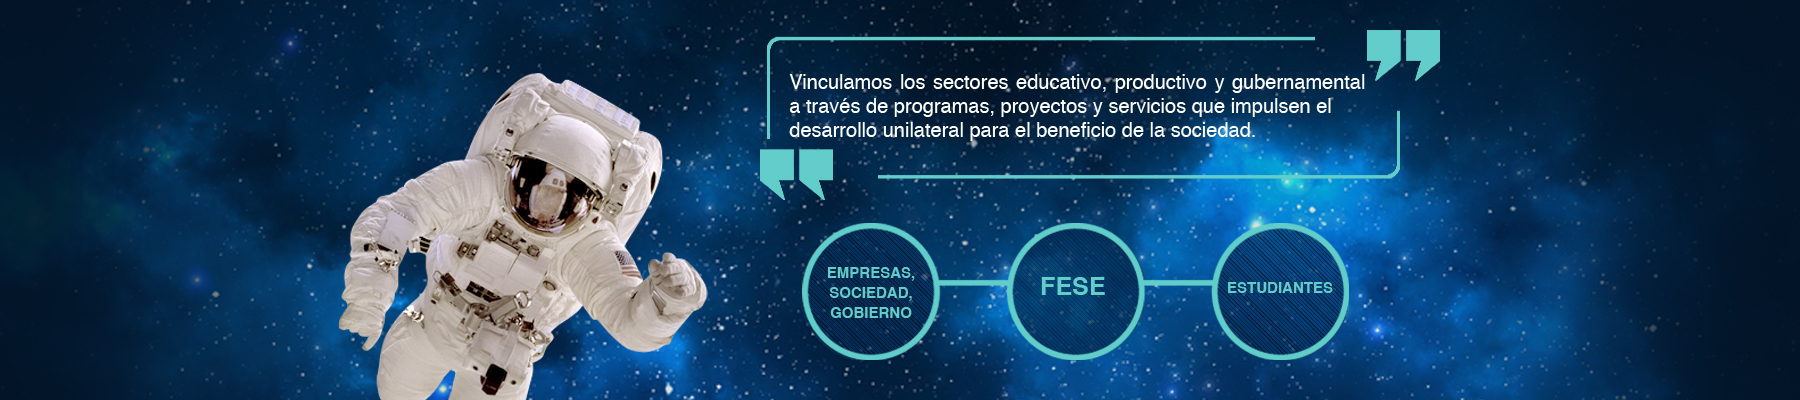 Vinculamos los sectores educativo, productivo y gubernamental
a través de programas, proyectos y servicios que impulsen el
desarrollo unilateral para el beneficio de la sociedad.
EMPRESAS,
SOCIEDAD,
GOBIERNO
FESE
ESTUDIANTES